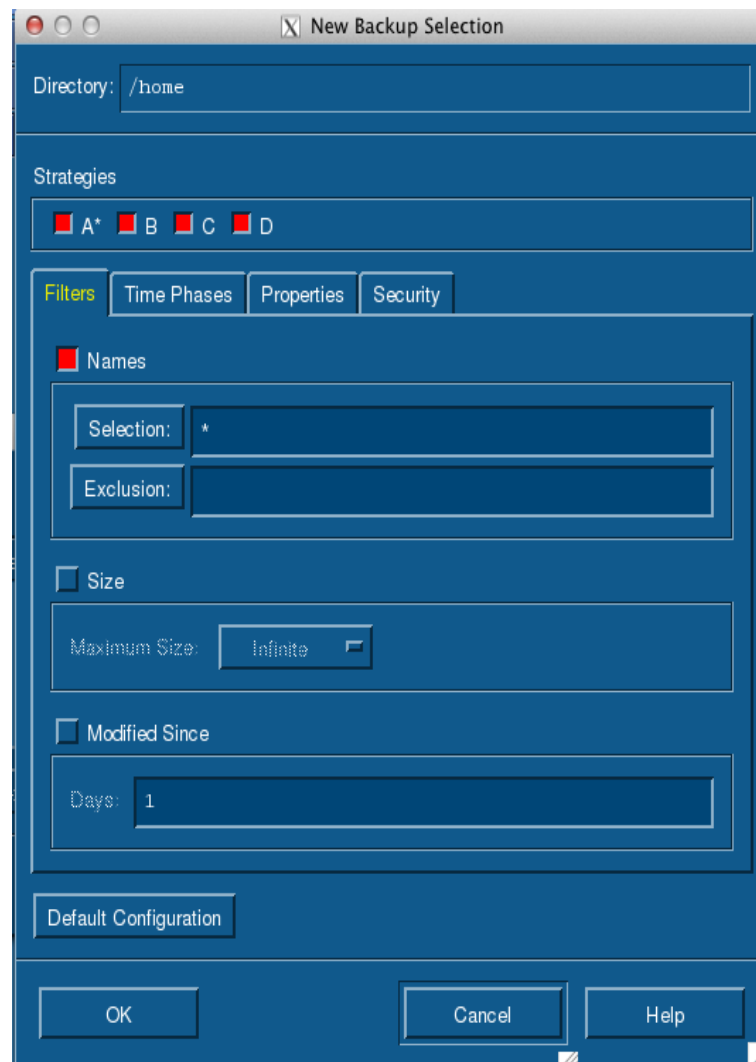 X New Backup Selection
Directory: /home
Strategies
A* B C D
Filters Time Phases Properties Security
Names
Selection: *
Exclusion:
Size
Maximum Size: Infinite
Modified Since
Days: 1
Default Configuration
OK Cancel Help